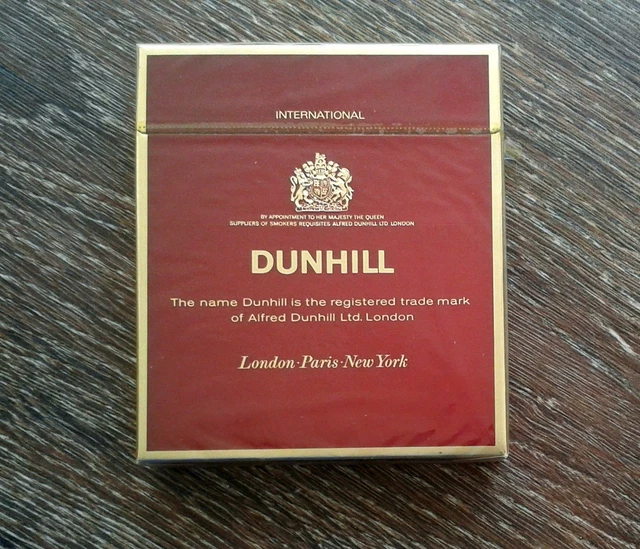 INTERNATIONAL
BY APPOINTMENT TO HER MAJESTY THE QUEEN
SUPPLIERS OF SMOKERS REQUISITES ALFRED DUNHILL LTD LONDON
DUNHILL
The name Dunhill is the registered trade mark
of Alfred Dunhill Ltd. London
London·Paris·New York